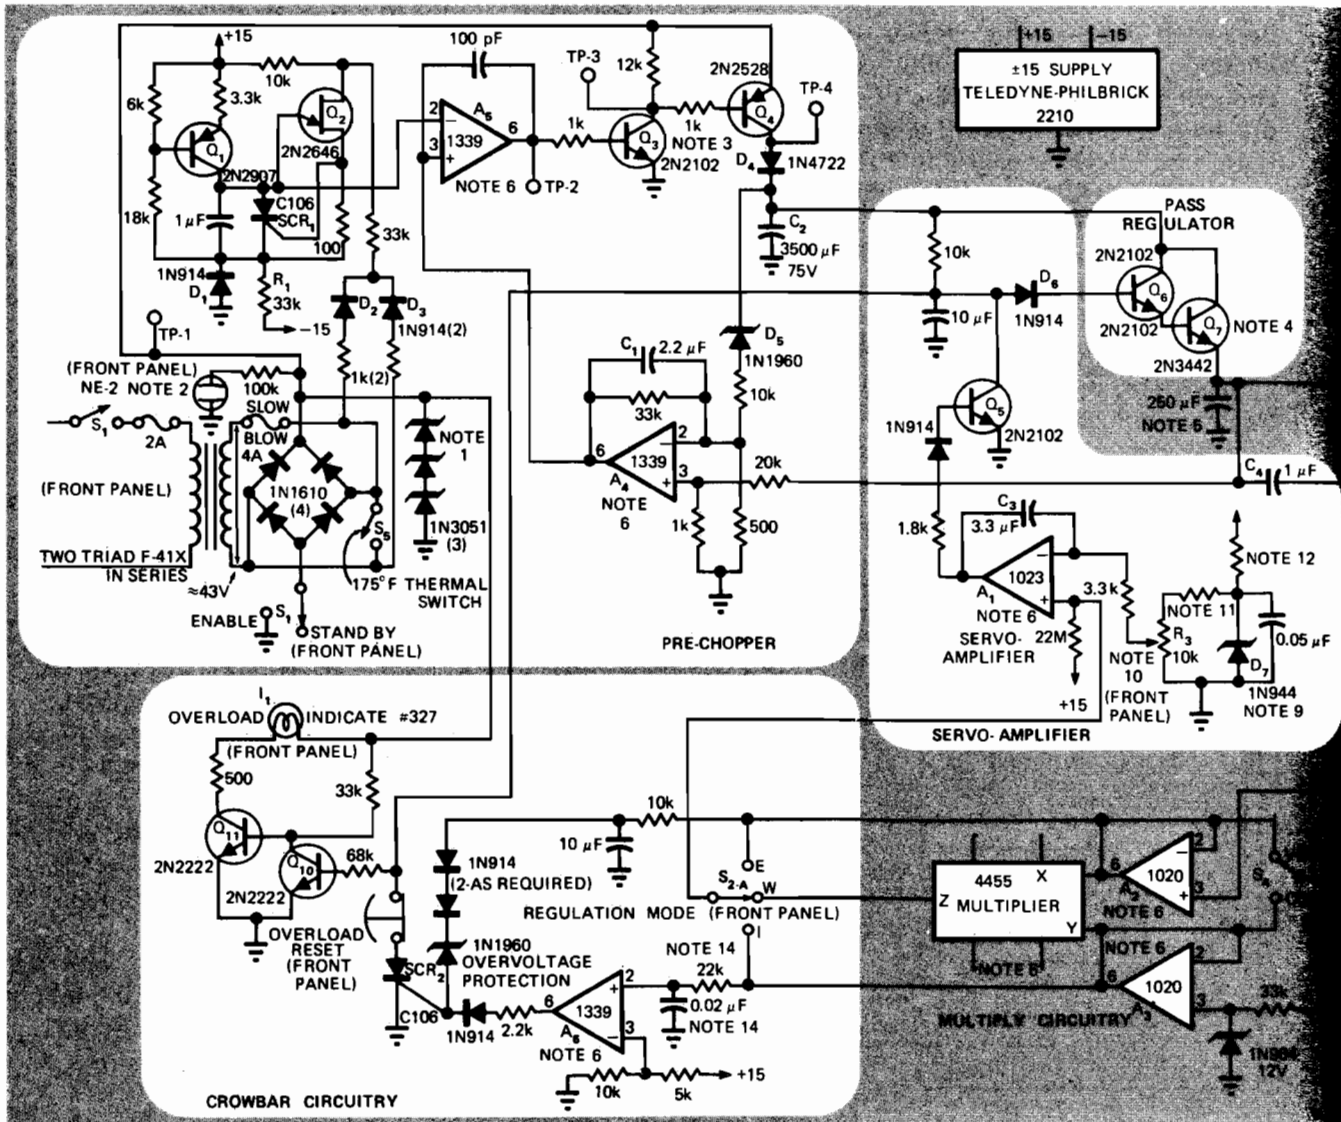 +15
10k
6k
3.3k
Q1
Q2
2N2646
2N2907
18k
1μF
C106
SCR1
100
33k
1N914
D1
R1
33k
-15
D2
D3
1N914(2)
1k(2)
TP-1
(FRONT PANEL)
NE-2 NOTE 2
100k
SLOW
BLOW
4A
S1
2A
(FRONT PANEL)
1N1610
(4)
TWO TRIAD F-41X
IN SERIES
≈43V
S5
175°F THERMAL
SWITCH
NOTE
1
1N3051
(3)
ENABLE
S1
STAND BY
(FRONT PANEL)
100 pF
A5
2
3
6
1339
NOTE 6
TP-2
1k
TP-3
12k
Q3
2N2102
1k
NOTE 3
2N2528
Q4
TP-4
D4
1N4722
C2
3500 μF
75V
D5
1N1960
10k
C1
2.2 μF
33k
6
1339
2
3
A4
NOTE
6
20k
1k
500
PRE-CHOPPER
+15
-15
±15 SUPPLY
TELEDYNE-PHILBRICK
2210
PASS
REGULATOR
10k
D6
1N914
10 μF
2N2102
Q6
2N2102
Q7
NOTE 4
2N3442
250 μF
NOTE 5
1N914
Q5
2N2102
C4
1 μF
1.8k
C3
3.3 μF
1023
A1
NOTE 6
SERVO-
AMPLIFIER
22M
+15
3.3k
NOTE 12
NOTE 11
R3
10k
NOTE
10
(FRONT
PANEL)
D7
1N944
NOTE 9
0.05 μF
SERVO-AMPLIFIER
I1
OVERLOAD INDICATE #327
(FRONT PANEL)
500
33k
Q11
2N2222
Q10
2N2222
68k
OVERLOAD
RESET
(FRONT
PANEL)
SCR2
C106
1N914
(2-AS REQUIRED)
1N1960
OVERVOLTAGE
PROTECTION
1N914
2.2k
6
1339
2
3
A6
NOTE 6
10 μF
10k
E
S2-A
W
I
REGULATION MODE (FRONT PANEL)
NOTE 14
22k
0.02 μF
NOTE 14
10k
5k
+15
CROWBAR CIRCUITRY
4455
MULTIPLIER
X
Z
Y
6
1020
2
3
NOTE 6
NOTE 6
6
1020
2
3
A3
33k
12V
MULTIPLY CIRCUITRY